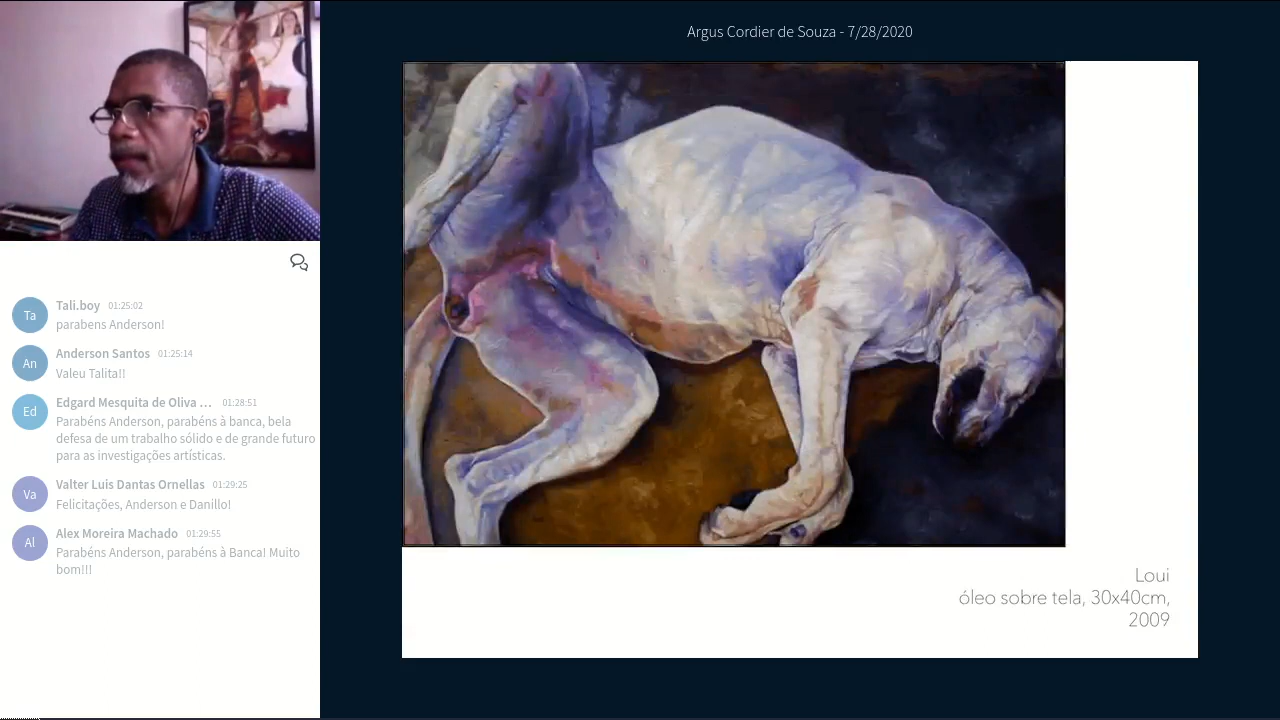 Argus Cordier de Souza - 7/28/2020
Ta
Tali.boy 01:25:02
parabens Anderson!
An
Anderson Santos 01:25:14
Valeu Talita!!
Ed
Edgard Mesquita de Oliva ... 01:28:51
Parabéns Anderson, parabéns à banca, bela
defesa de um trabalho sólido e de grande futuro
para as investigações artísticas.
Va
Valter Luis Dantas Ornellas 01:29:25
Felicitações, Anderson e Danillo!
Al
Alex Moreira Machado 01:29:55
Parabéns Anderson, parabéns à Banca! Muito
bom!!!
Loui
óleo sobre tela, 30x40cm,
2009